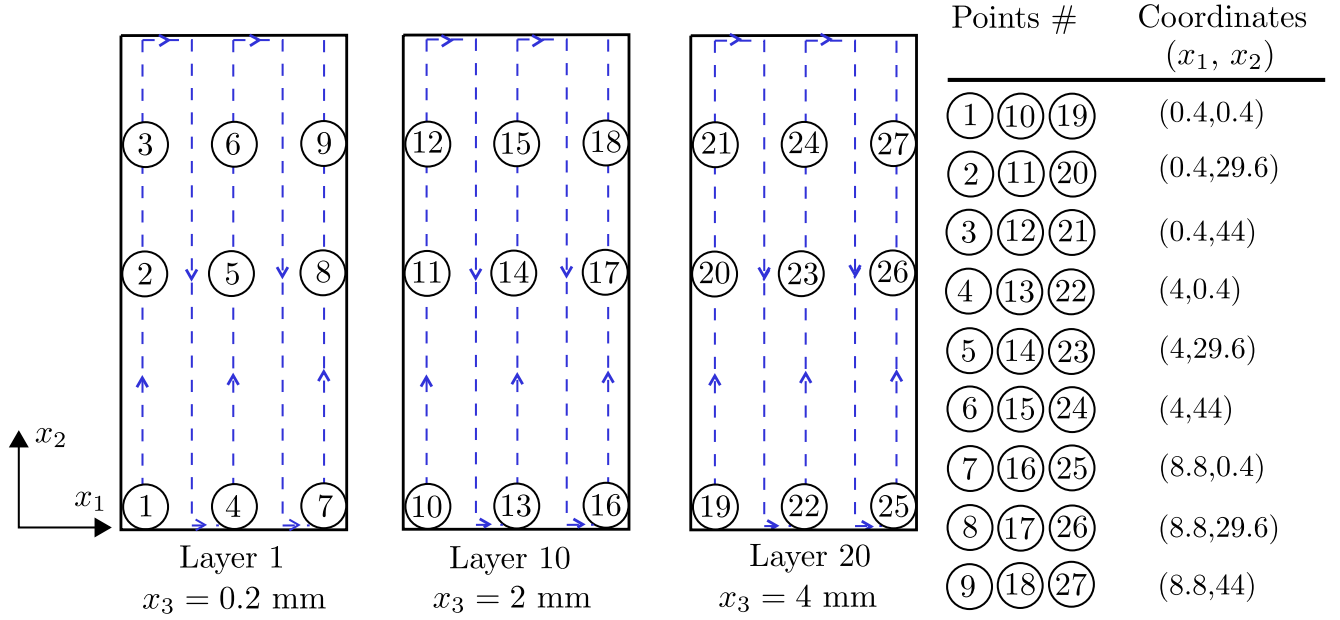 Points # Coordinates
(x₁, x₂)
3 6 9 12 15 18 21 24 27
2 5 8 11 14 17 20 23 26
1 4 7 10 13 16 19 22 25
x₂
x₁
Layer 1 Layer 10 Layer 20
x₃ = 0.2 mm x₃ = 2 mm x₃ = 4 mm
1 10 19 (0.4,0.4)
2 11 20 (0.4,29.6)
3 12 21 (0.4,44)
4 13 22 (4,0.4)
5 14 23 (4,29.6)
6 15 24 (4,44)
7 16 25 (8.8,0.4)
8 17 26 (8.8,29.6)
9 18 27 (8.8,44)